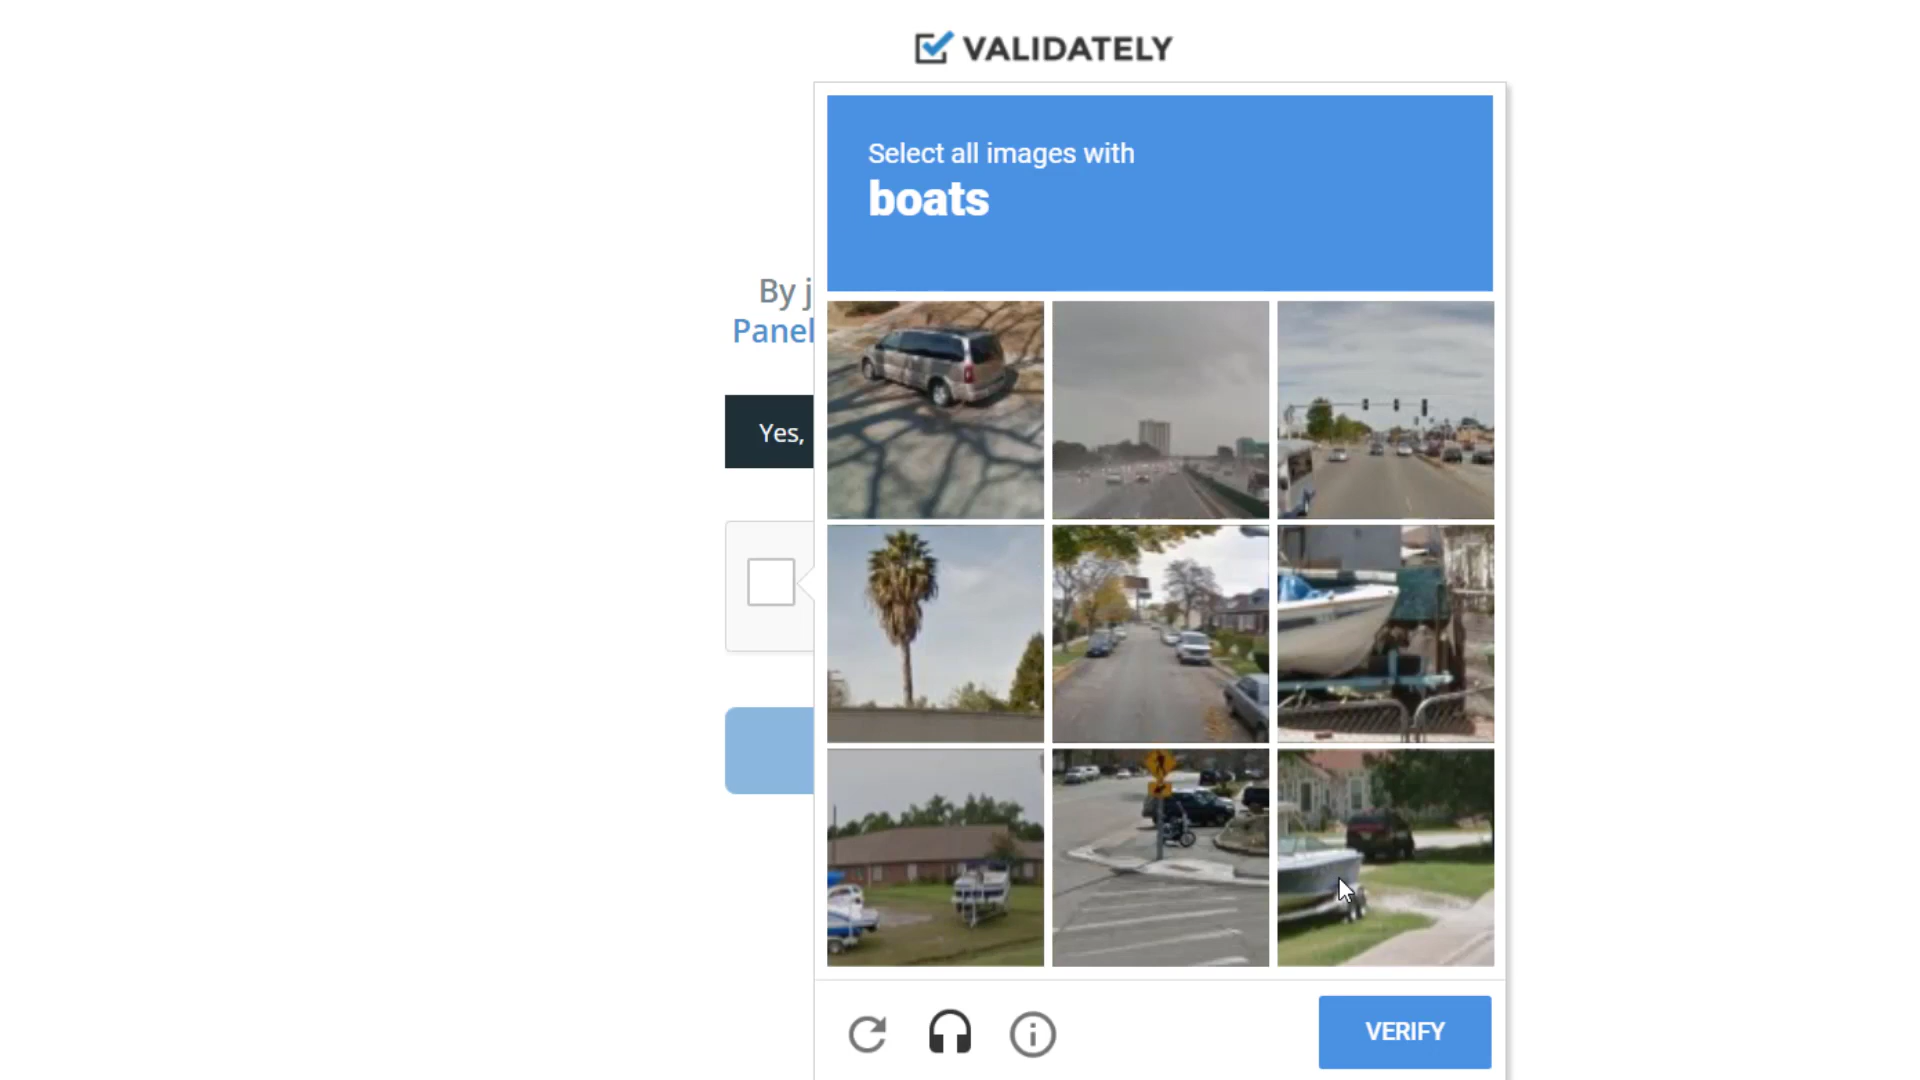 VALIDATELY
Select all images with
boats
By j
Panel
Yes,
VERIFY